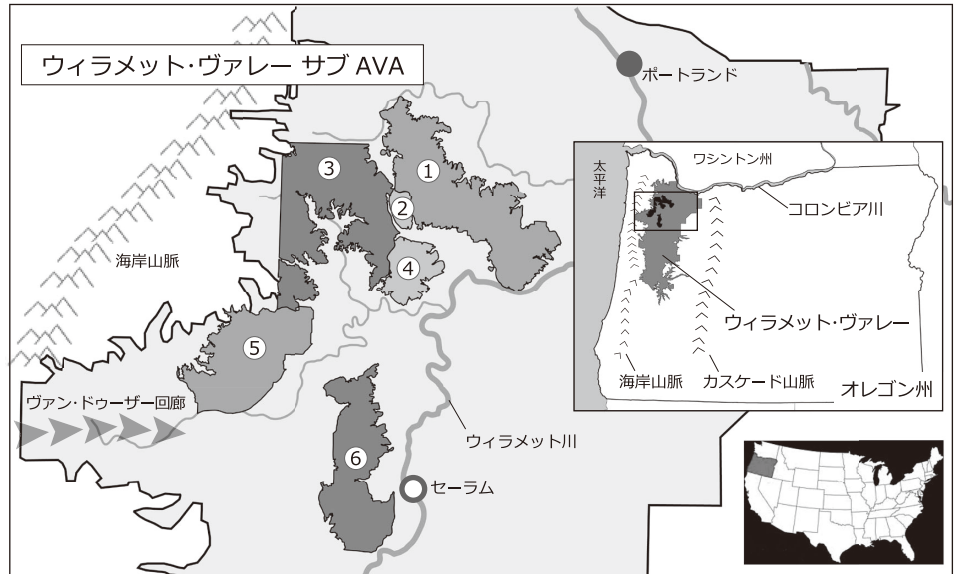 ウィラメット・ヴァレー サブ AVA
ポートランド
①
②
③
④
⑤
⑥
海岸山脈
ヴァン・ドゥーザー回廊
ウィラメット川
セーラム
太平洋
ワシントン州
コロンビア川
ウィラメット・ヴァレー
海岸山脈
カスケード山脈
オレゴン州